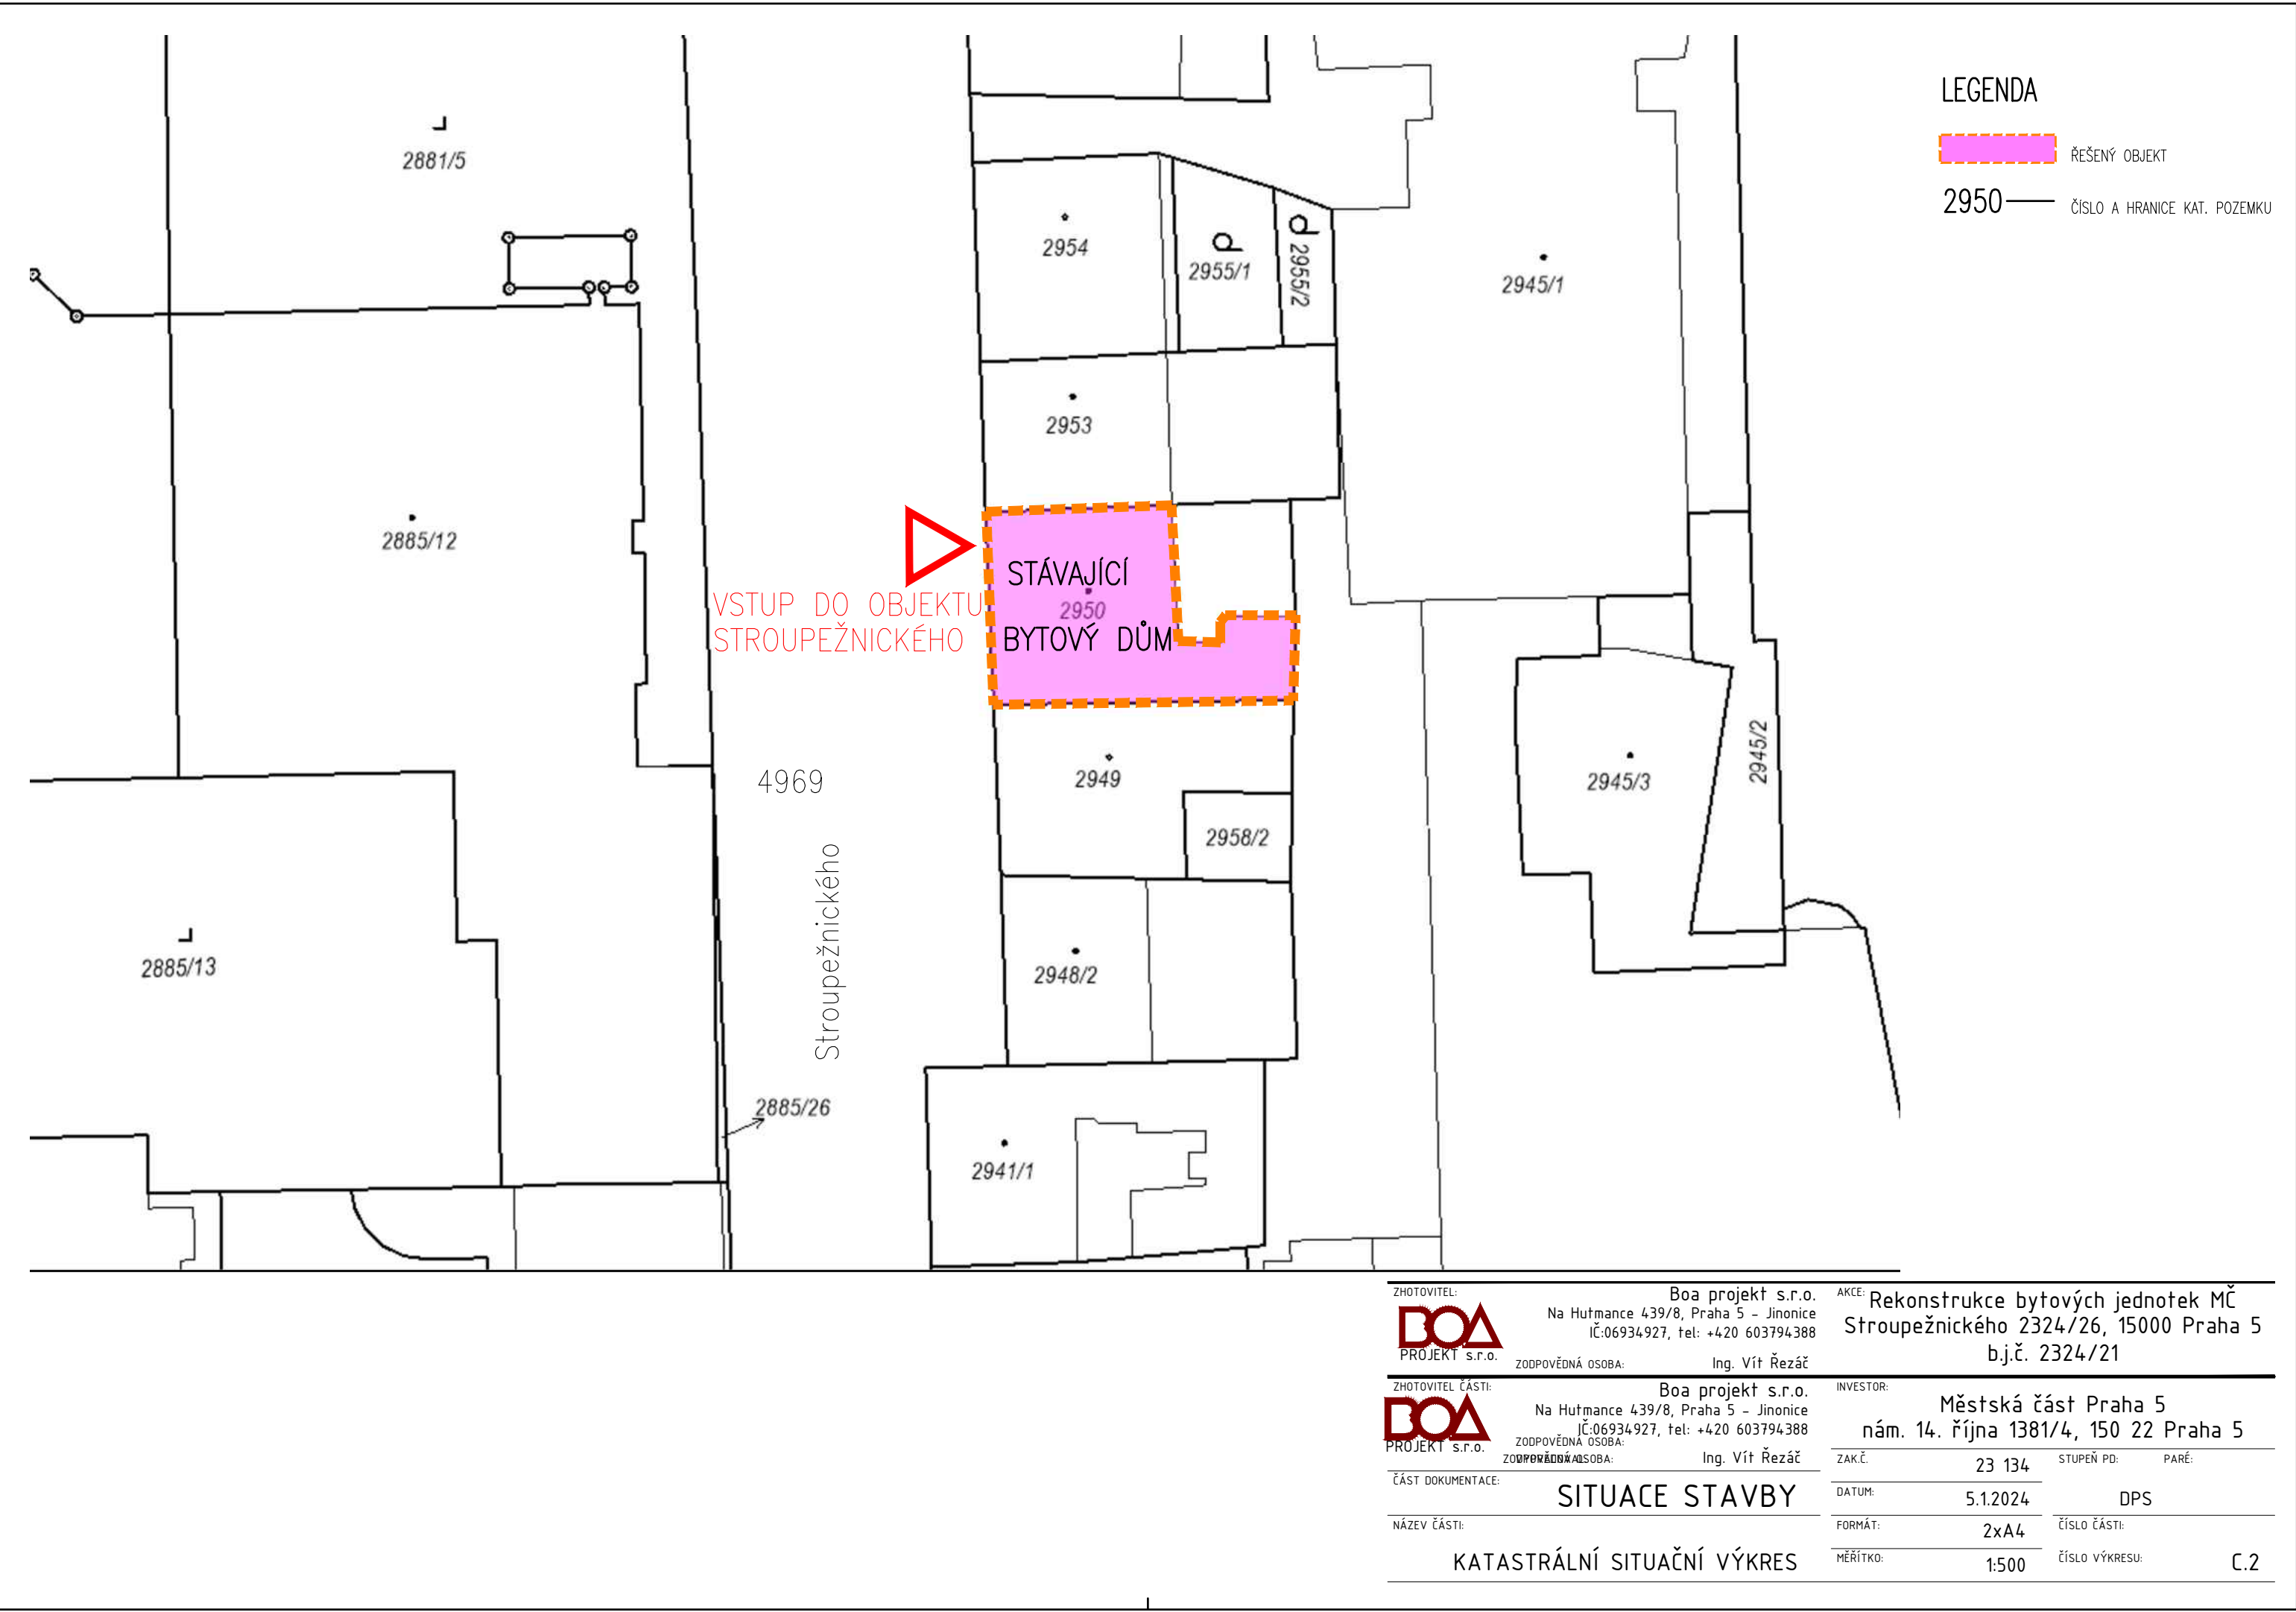 LEGENDA
ŘEŠENÝ OBJEKT
2950
ČÍSLO A HRANICE KAT. POZEMKU
2881/5
2954
2955/1
2955/2
2945/1
2953
2885/12
STÁVAJÍCÍ
2950
BYTOVÝ DŮM
VSTUP DO OBJEKTU
STROUPEŽNICKÉHO
4969
2949
2945/3
2945/2
2958/2
Stroupežnického
2885/13
2948/2
2885/26
2941/1
ZHOTOVITEL:
BOA
PROJEKT s.r.o.
Boa projekt s.r.o.
Na Hutmance 439/8, Praha 5 - Jinonice
IČ:06934927, tel: +420 603794388
ZODPOVĚDNÁ OSOBA:
Ing. Vít Řezáč
AKCE:
Rekonstrukce bytových jednotek MČ
Stroupežnického 2324/26, 15000 Praha 5
b.j.č. 2324/21
ZHOTOVITEL ČÁSTI:
BOA
PROJEKT s.r.o.
Boa projekt s.r.o.
Na Hutmance 439/8, Praha 5 - Jinonice
IČ:06934927, tel: +420 603794388
ZODPOVĚDNÁ OSOBA:
Ing. Vít Řezáč
INVESTOR:
Městská část Praha 5
nám. 14. října 1381/4, 150 22 Praha 5
ČÁST DOKUMENTACE:
SITUACE STAVBY
NÁZEV ČÁSTI:
KATASTRÁLNÍ SITUAČNÍ VÝKRES
ZAK.Č.
23 134
STUPEŇ PD:
PARÉ:
DATUM:
5.1.2024
DPS
FORMÁT:
2xA4
ČÍSLO ČÁSTI:
MĚŘÍTKO:
1:500
ČÍSLO VÝKRESU:
C.2